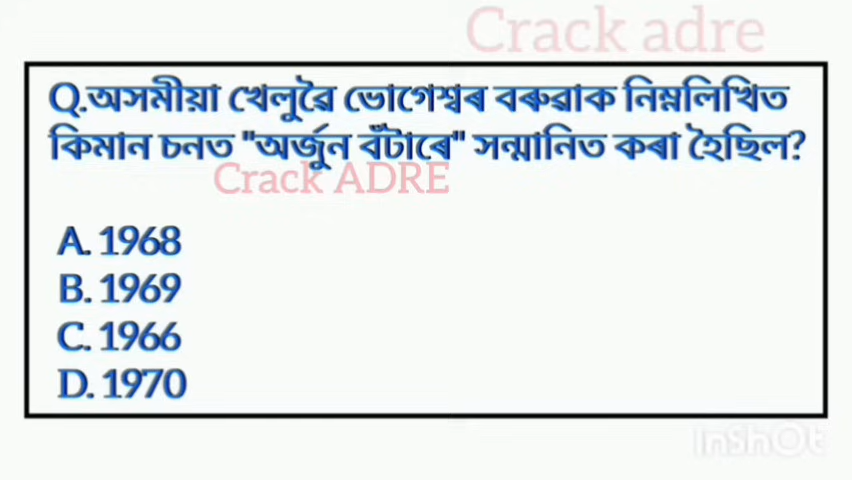 Crack adre
Q.অসমীয়া খেলুৱৈ ভোগেশ্বৰ বৰুৱাক নিম্নলিখিত
কিমান চনত "অৰ্জুন বঁটাৰে" সন্মানিত কৰা হৈছিল?
Crack ADRE
A. 1968
B. 1969
C. 1966
D. 1970
InShOt